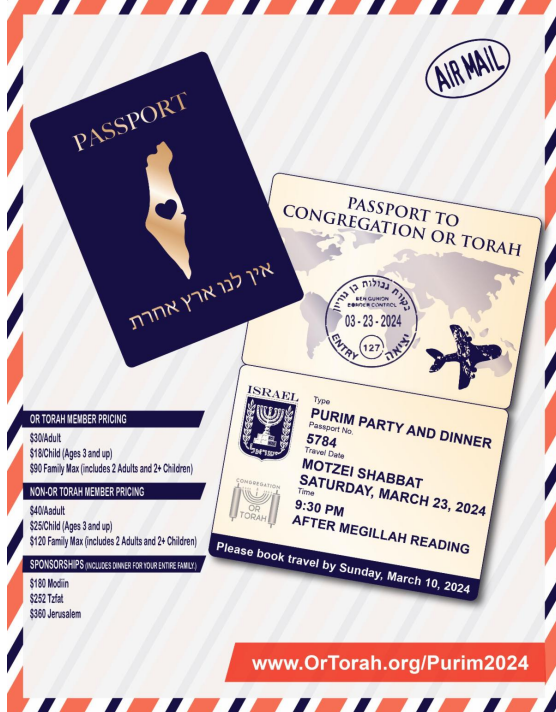 AIR MAIL
PASSPORT
אין לנו ארץ אחרת
PASSPORT TO
CONGREGATION OR TORAH
ביקורת גבולות בן גוריון
BEN GURION
BORDER CONTROL
03 - 23 - 2024
127
ENTRY
יציאה
ISRAEL
ישראל
CONGREGATION
OR
TORAH
Type
PURIM PARTY AND DINNER
Passport No.
5784
Travel Date
MOTZEI SHABBAT
SATURDAY, MARCH 23, 2024
Time
9:30 PM
AFTER MEGILLAH READING
Please book travel by Sunday, March 10, 2024
OR TORAH MEMBER PRICING
$30/Adult
$18/Child (Ages 3 and up)
$90 Family Max (includes 2 Adults and 2+ Children)
NON-OR TORAH MEMBER PRICING
$40/Aadult
$25/Child (Ages 3 and up)
$120 Family Max (includes 2 Adults and 2+ Children)
SPONSORSHIPS (INCLUDES DINNER FOR YOUR ENTIRE FAMILY)
$180 Modiin
$252 Tzfat
$360 Jerusalem
www.OrTorah.org/Purim2024